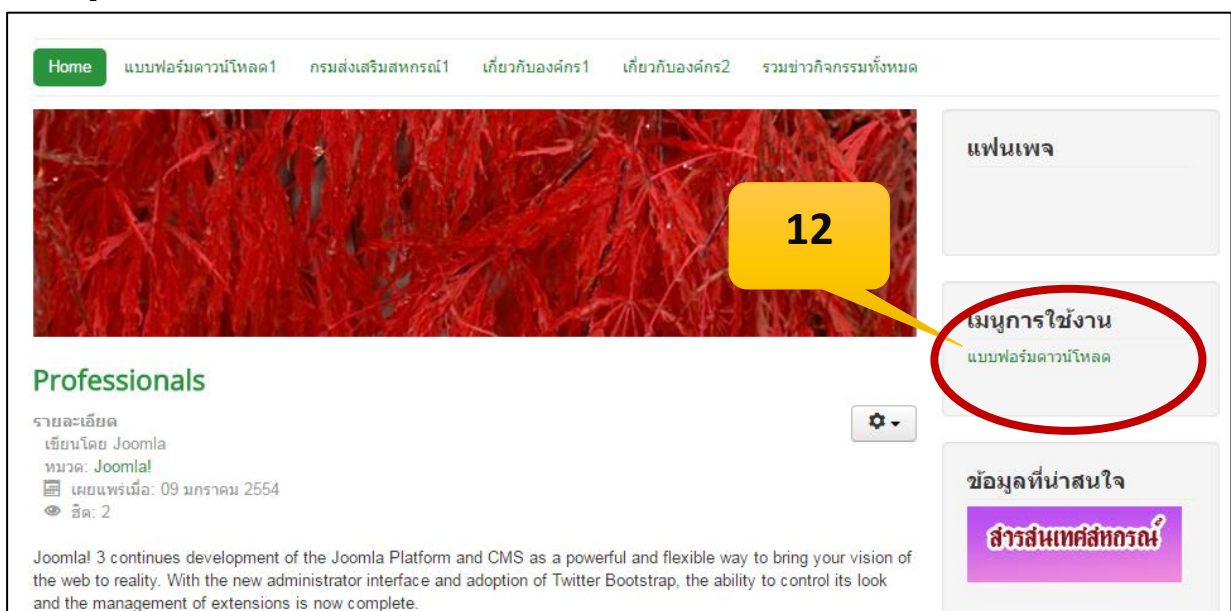 Home แบบฟอร์มดาวน์โหลด1 กรมส่งเสริมสหกรณ์1 เกี่ยวกับองค์กร1 เกี่ยวกับองค์กร2 รวมข่าวกิจกรรมทั้งหมด
แฟนเพจ
12
เมนูการใช้งาน
แบบฟอร์มดาวน์โหลด
Professionals
รายละเอียด
เขียนโดย Joomla
หมวด: Joomla!
เผยแพร่เมื่อ: 09 มกราคม 2554
ฮิต: 2
Joomla! 3 continues development of the Joomla Platform and CMS as a powerful and flexible way to bring your vision of
the web to reality. With the new administrator interface and adoption of Twitter Bootstrap, the ability to control its look
and the management of extensions is now complete.
ข้อมูลที่น่าสนใจ
สารสนเทศสหกรณ์